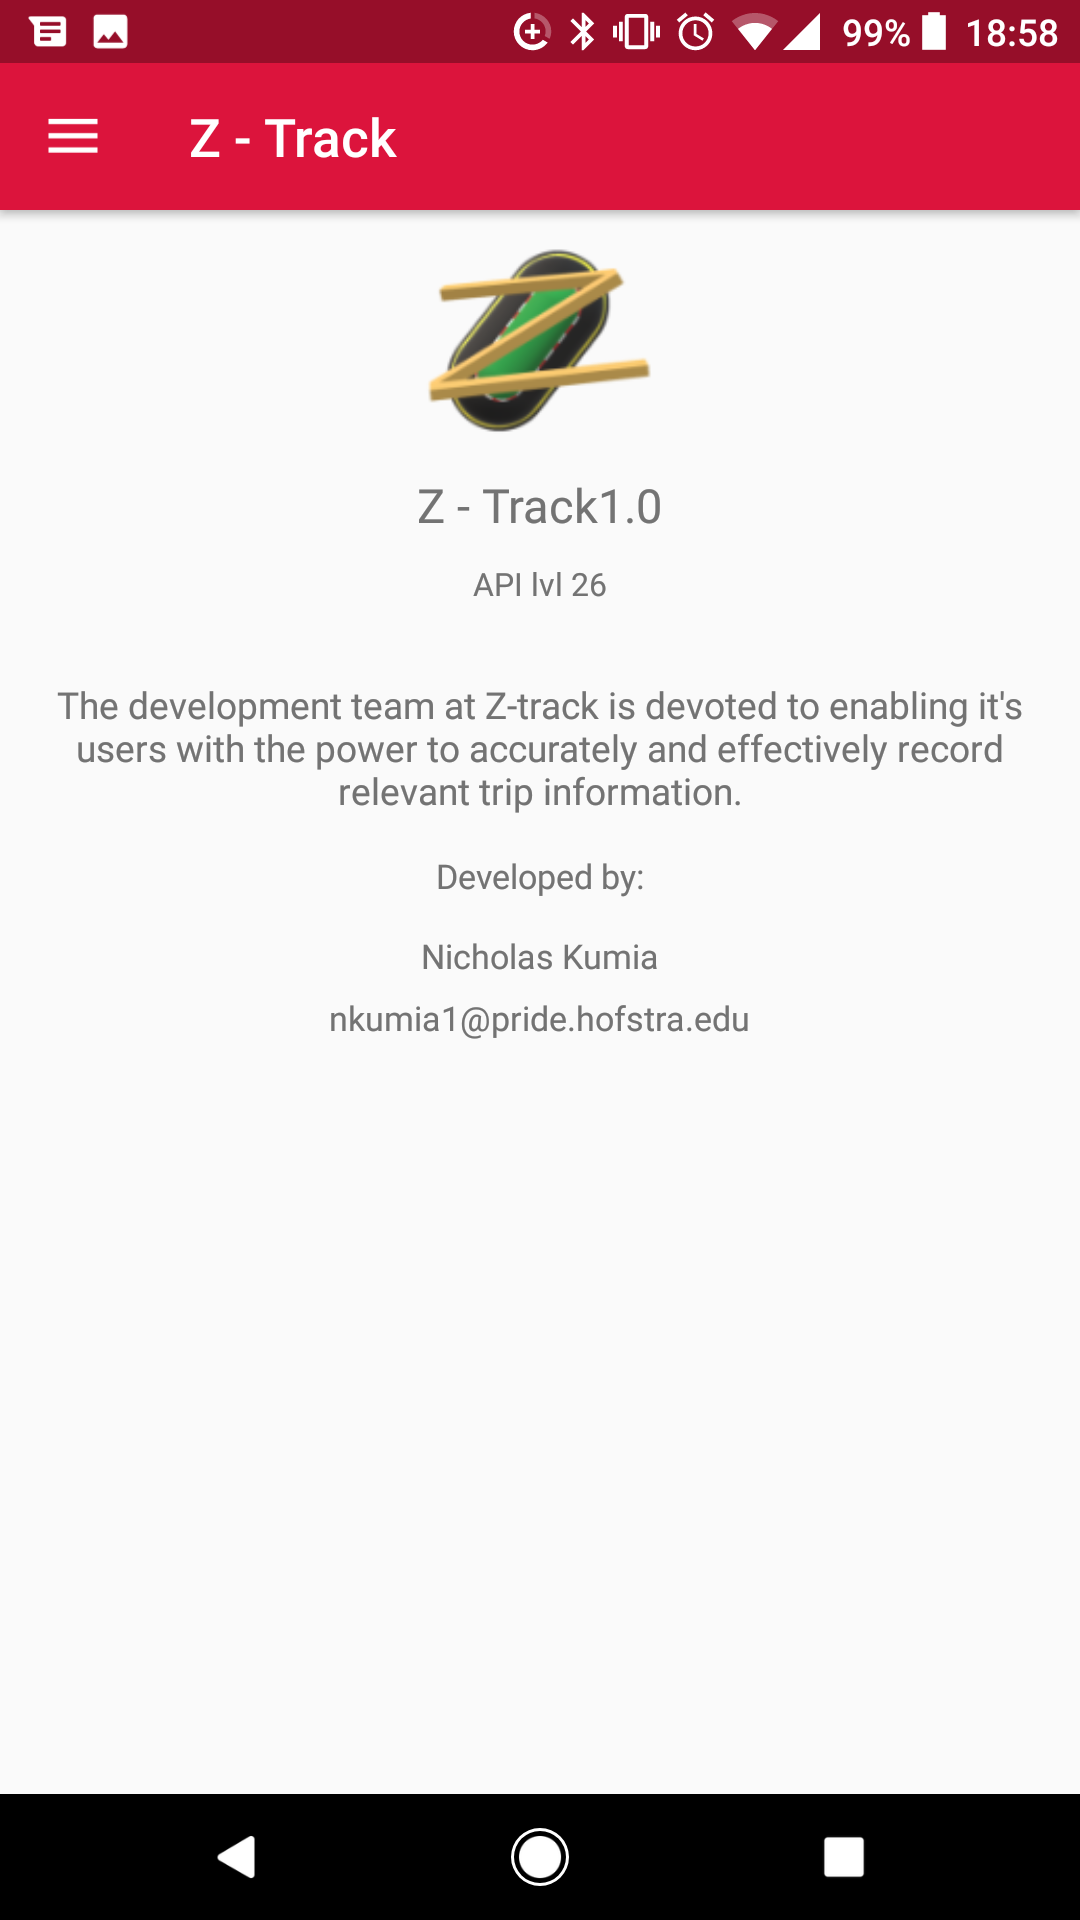 99% 18:58
Z - Track
Z - Track1.0
API lvl 26
The development team at Z-track is devoted to enabling it's
users with the power to accurately and effectively record
relevant trip information.
Developed by:
Nicholas Kumia
nkumia1@pride.hofstra.edu